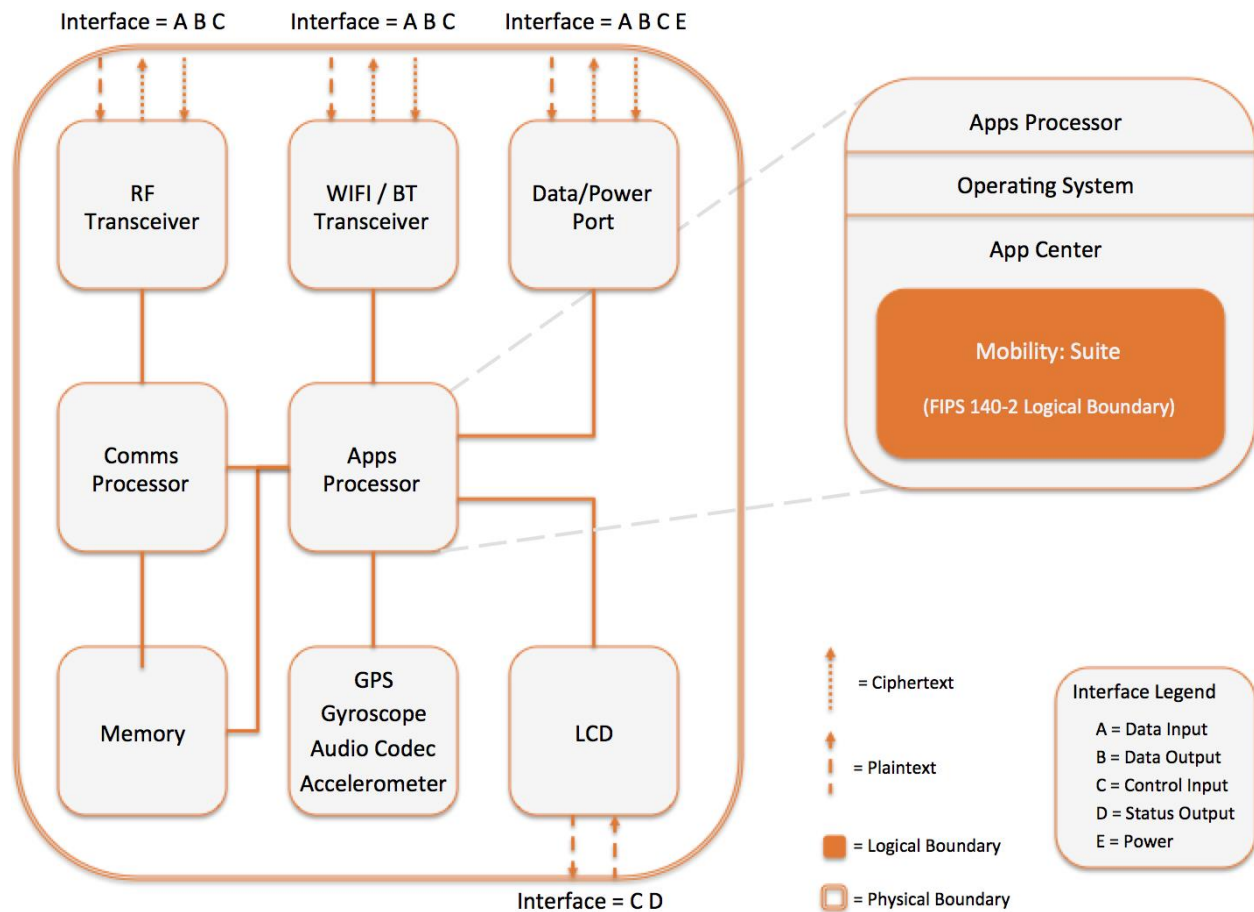 Interface = A B C
Interface = A B C
Interface = A B C E
RF
Transceiver
WIFI / BT
Transceiver
Data/Power
Port
Comms
Processor
Apps
Processor
Memory
GPS
Gyroscope
Audio Codec
Accelerometer
LCD
Interface = C D
Apps Processor
Operating System
App Center
Mobility: Suite
(FIPS 140-2 Logical Boundary)
= Ciphertext
= Plaintext
= Logical Boundary
= Physical Boundary
Interface Legend
A = Data Input
B = Data Output
C = Control Input
D = Status Output
E = Power